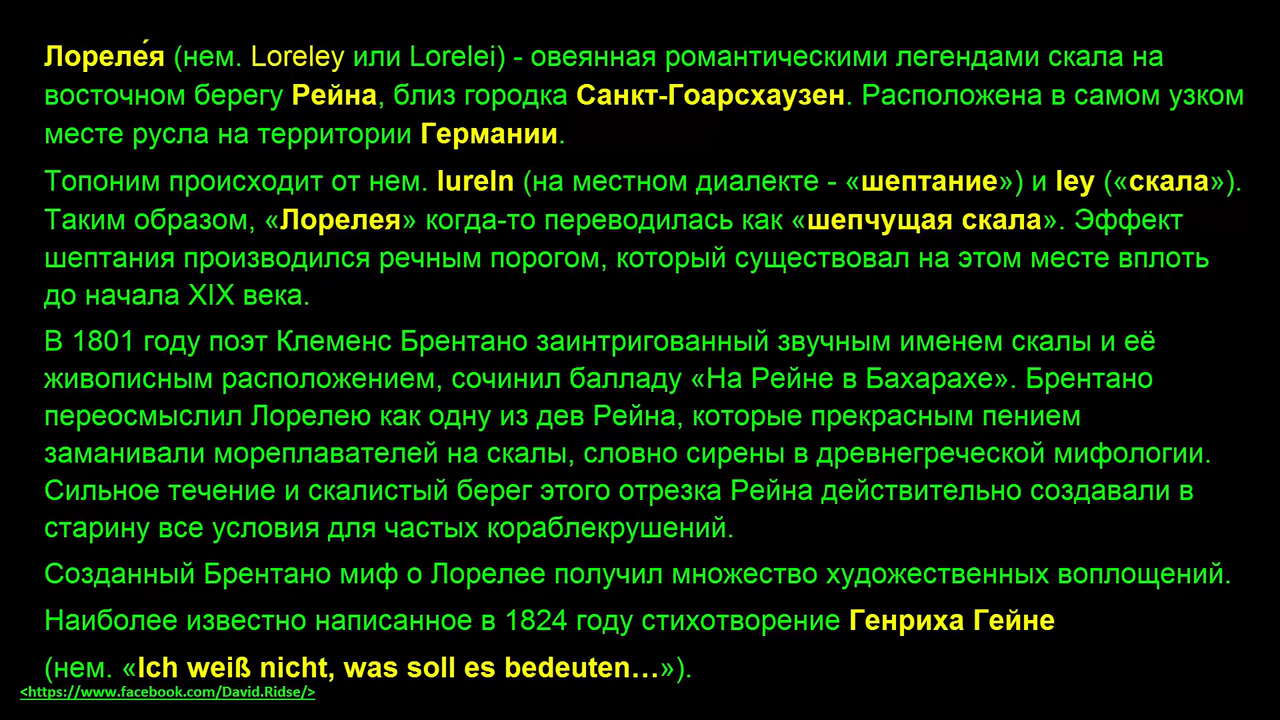 Лореле́я (нем. Loreley или Lorelei) - овеянная романтическими легендами скала на
восточном берегу Рейна, близ городка Санкт-Гоарсхаузен. Расположена в самом узком
месте русла на территории Германии.
Топоним происходит от нем. lureln (на местном диалекте - «шептание») и ley («скала»).
Таким образом, «Лорелея» когда-то переводилась как «шепчущая скала». Эффект
шептания производился речным порогом, который существовал на этом месте вплоть
до начала XIX века.
В 1801 году поэт Клеменс Брентано заинтригованный звучным именем скалы и её
живописным расположением, сочинил балладу «На Рейне в Бахарахе». Брентано
переосмыслил Лорелею как одну из дев Рейна, которые прекрасным пением
заманивали мореплавателей на скалы, словно сирены в древнегреческой мифологии.
Сильное течение и скалистый берег этого отрезка Рейна действительно создавали в
старину все условия для частых кораблекрушений.
Созданный Брентано миф о Лорелее получил множество художественных воплощений.
Наиболее известно написанное в 1824 году стихотворение Генриха Гейне
(нем. «Ich weiß nicht, was soll es bedeuten…»).
<https://www.facebook.com/David.Ridse/>